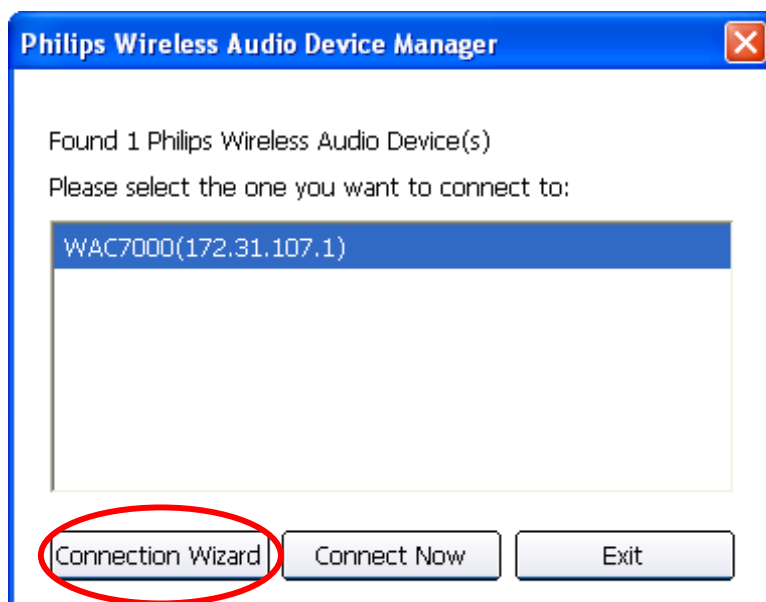 Philips Wireless Audio Device Manager
Found 1 Philips Wireless Audio Device(s)
Please select the one you want to connect to:
WAC7000(172.31.107.1)
Connection Wizard Connect Now Exit